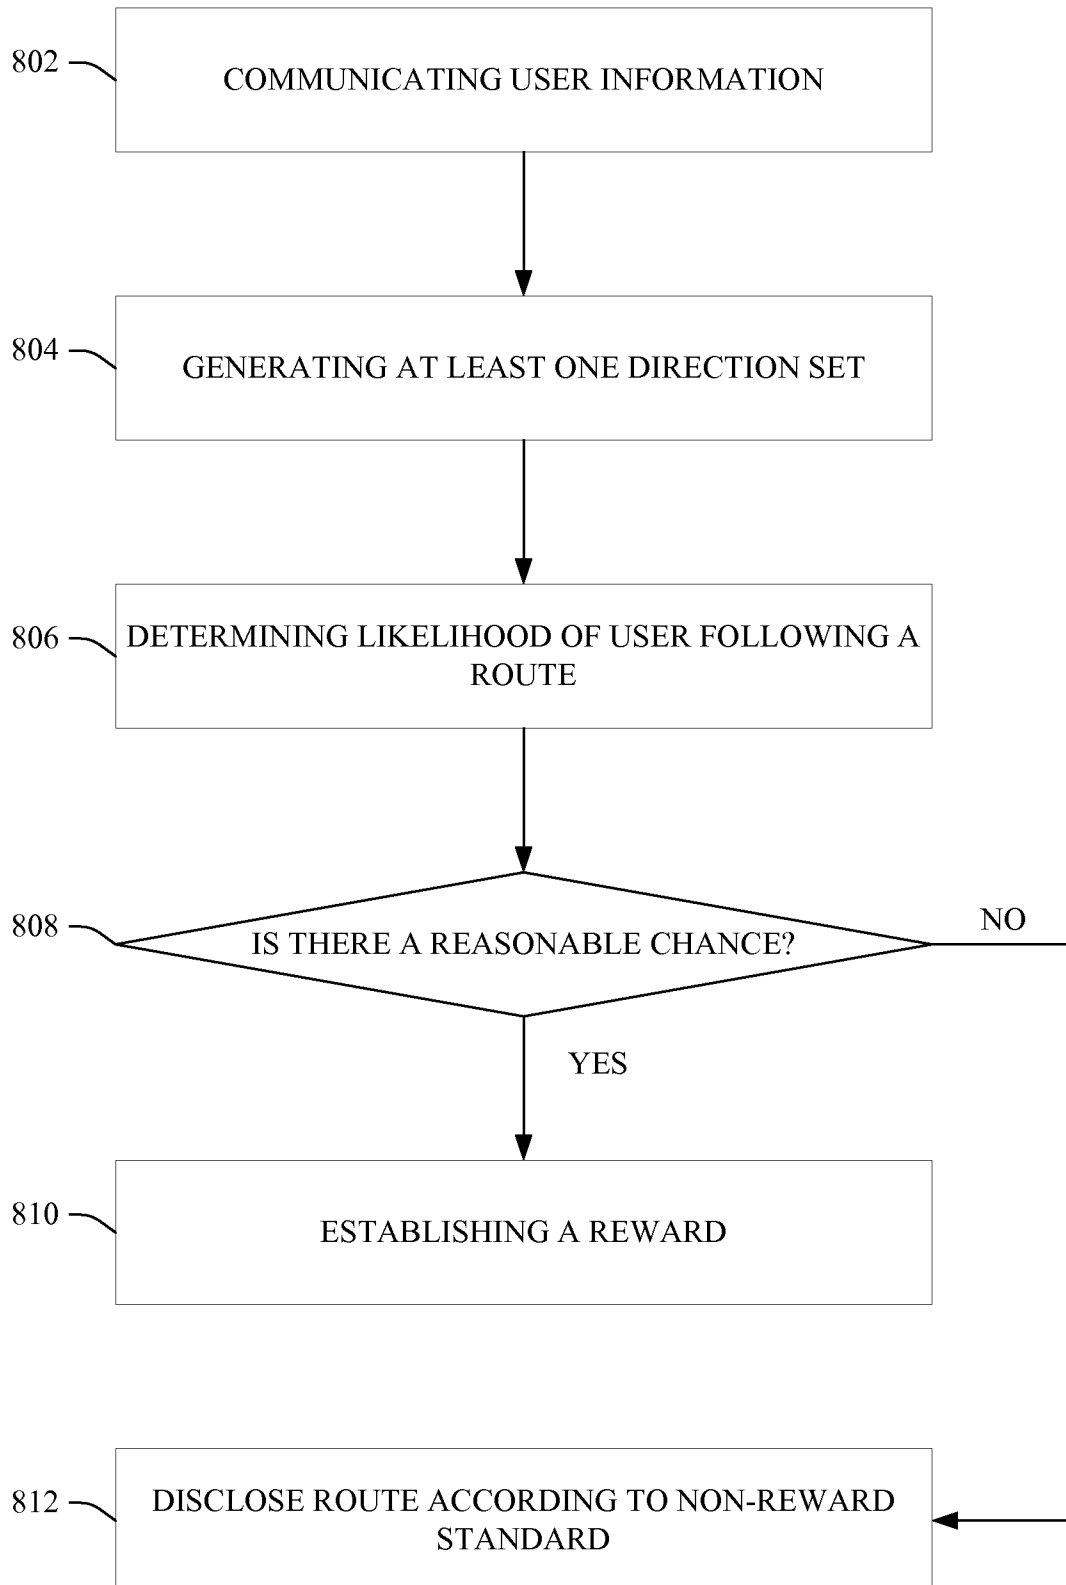 802
COMMUNICATING USER INFORMATION
804
GENERATING AT LEAST ONE DIRECTION SET
806
DETERMINING LIKELIHOOD OF USER FOLLOWING A
ROUTE
808
IS THERE A REASONABLE CHANCE?
NO
YES
810
ESTABLISHING A REWARD
812
DISCLOSE ROUTE ACCORDING TO NON-REWARD
STANDARD